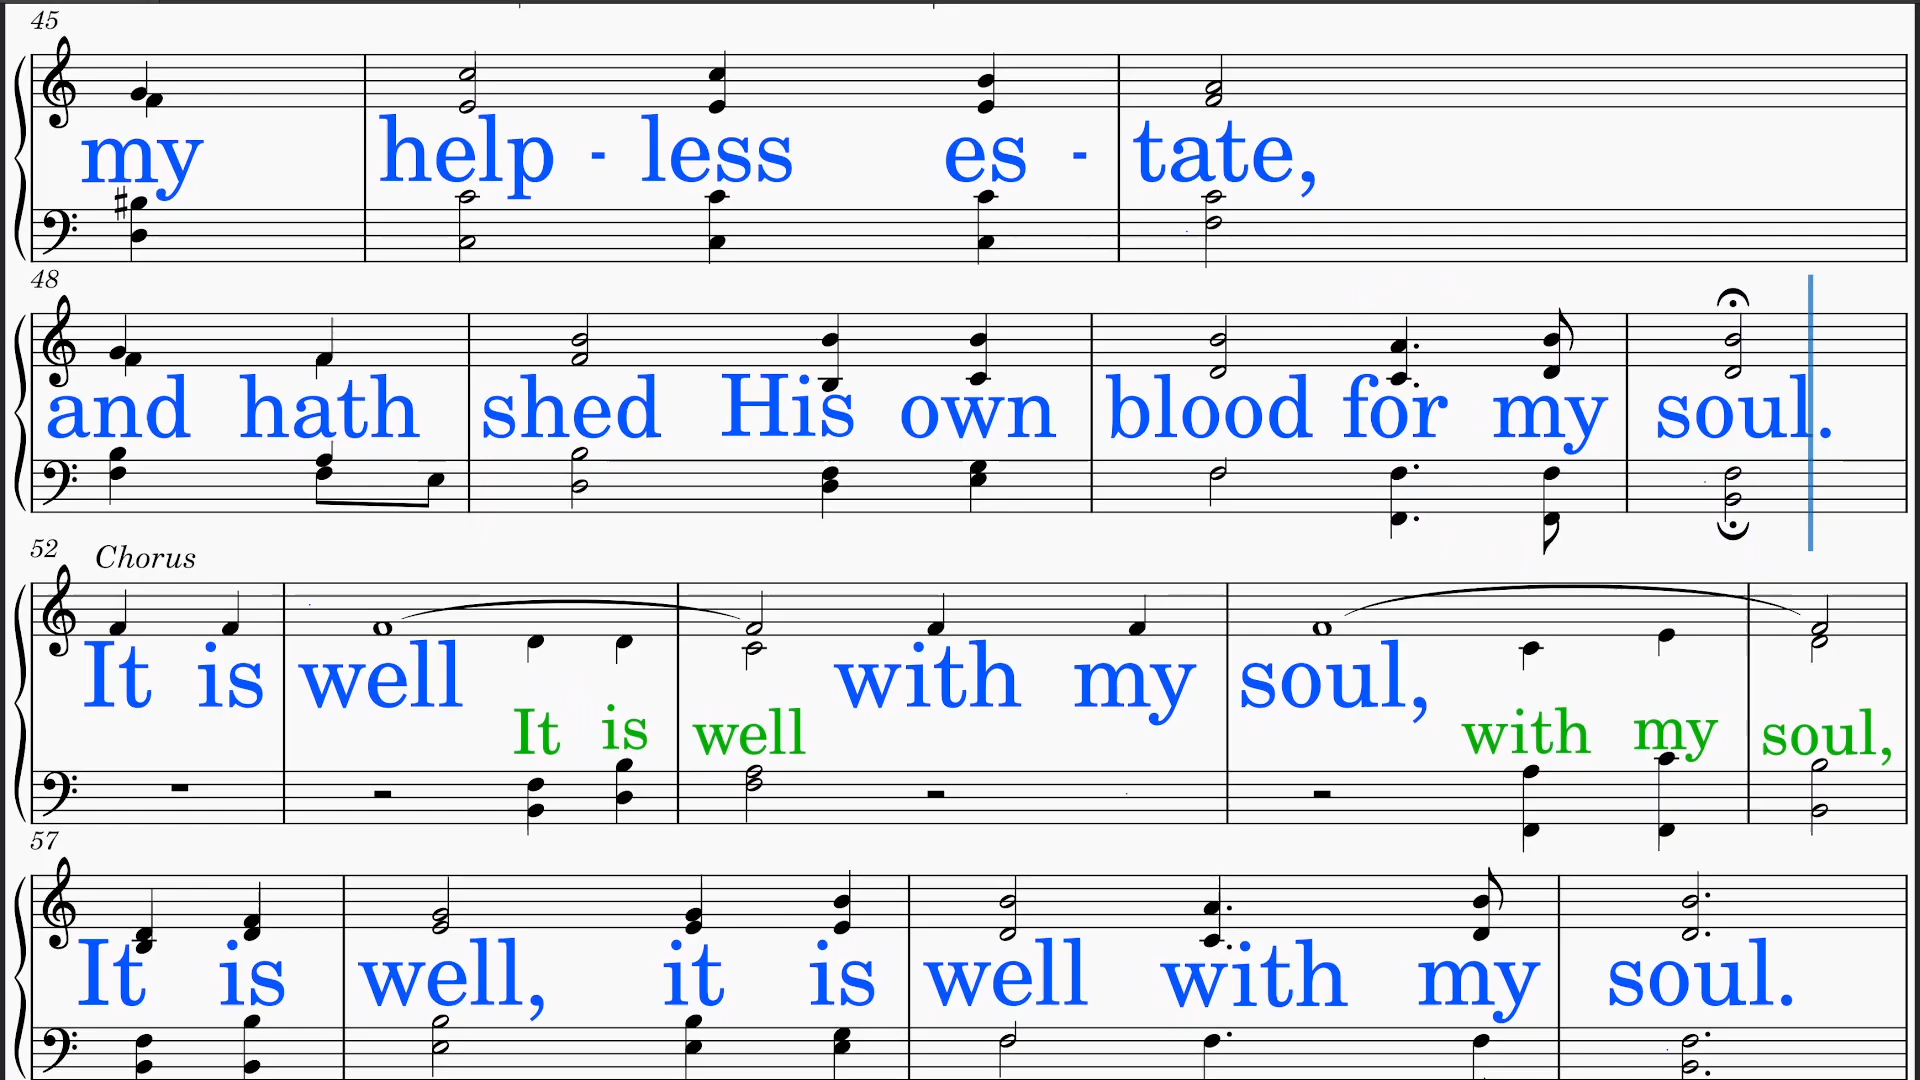 45
my help - less es - tate,
48
and hath shed His own blood for my soul.
52 Chorus
It is well with my soul,
It is well with my soul,
57
It is well, it is well with my soul.